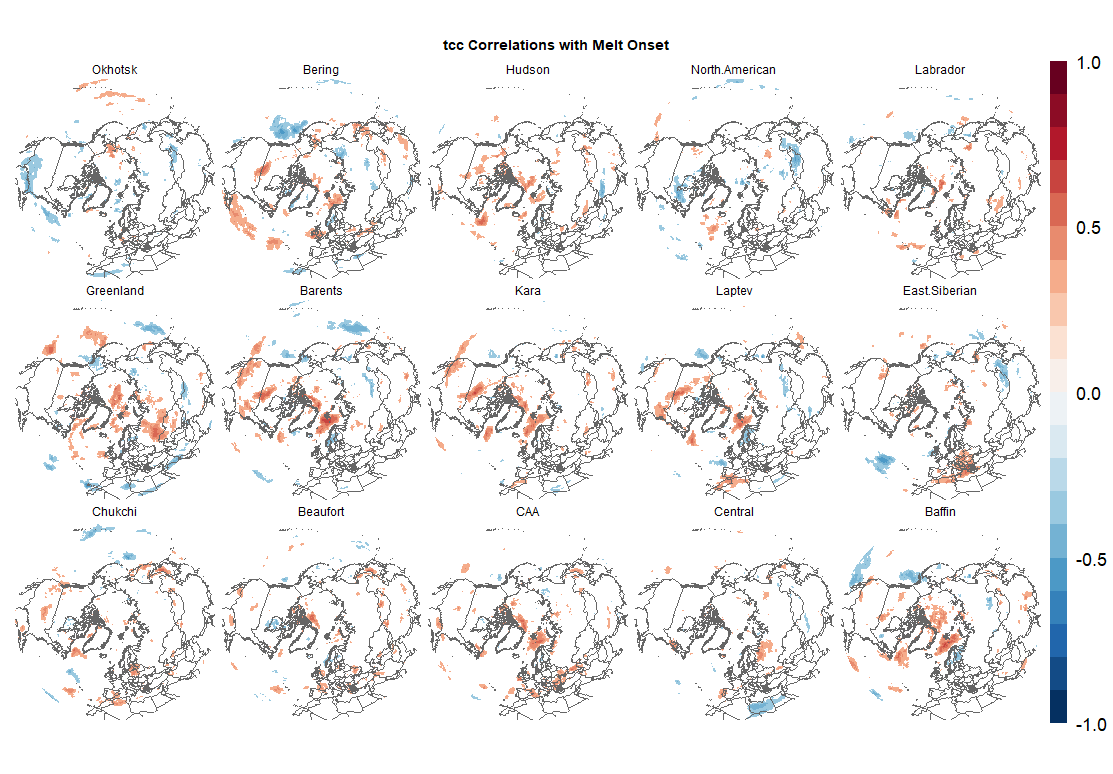 tcc Correlations with Melt Onset
Okhotsk
Bering
Hudson
North.American
Labrador
Greenland
Barents
Kara
Laptev
East.Siberian
Chukchi
Beaufort
CAA
Central
Baffin
1.0
0.5
0.0
-0.5
-1.0